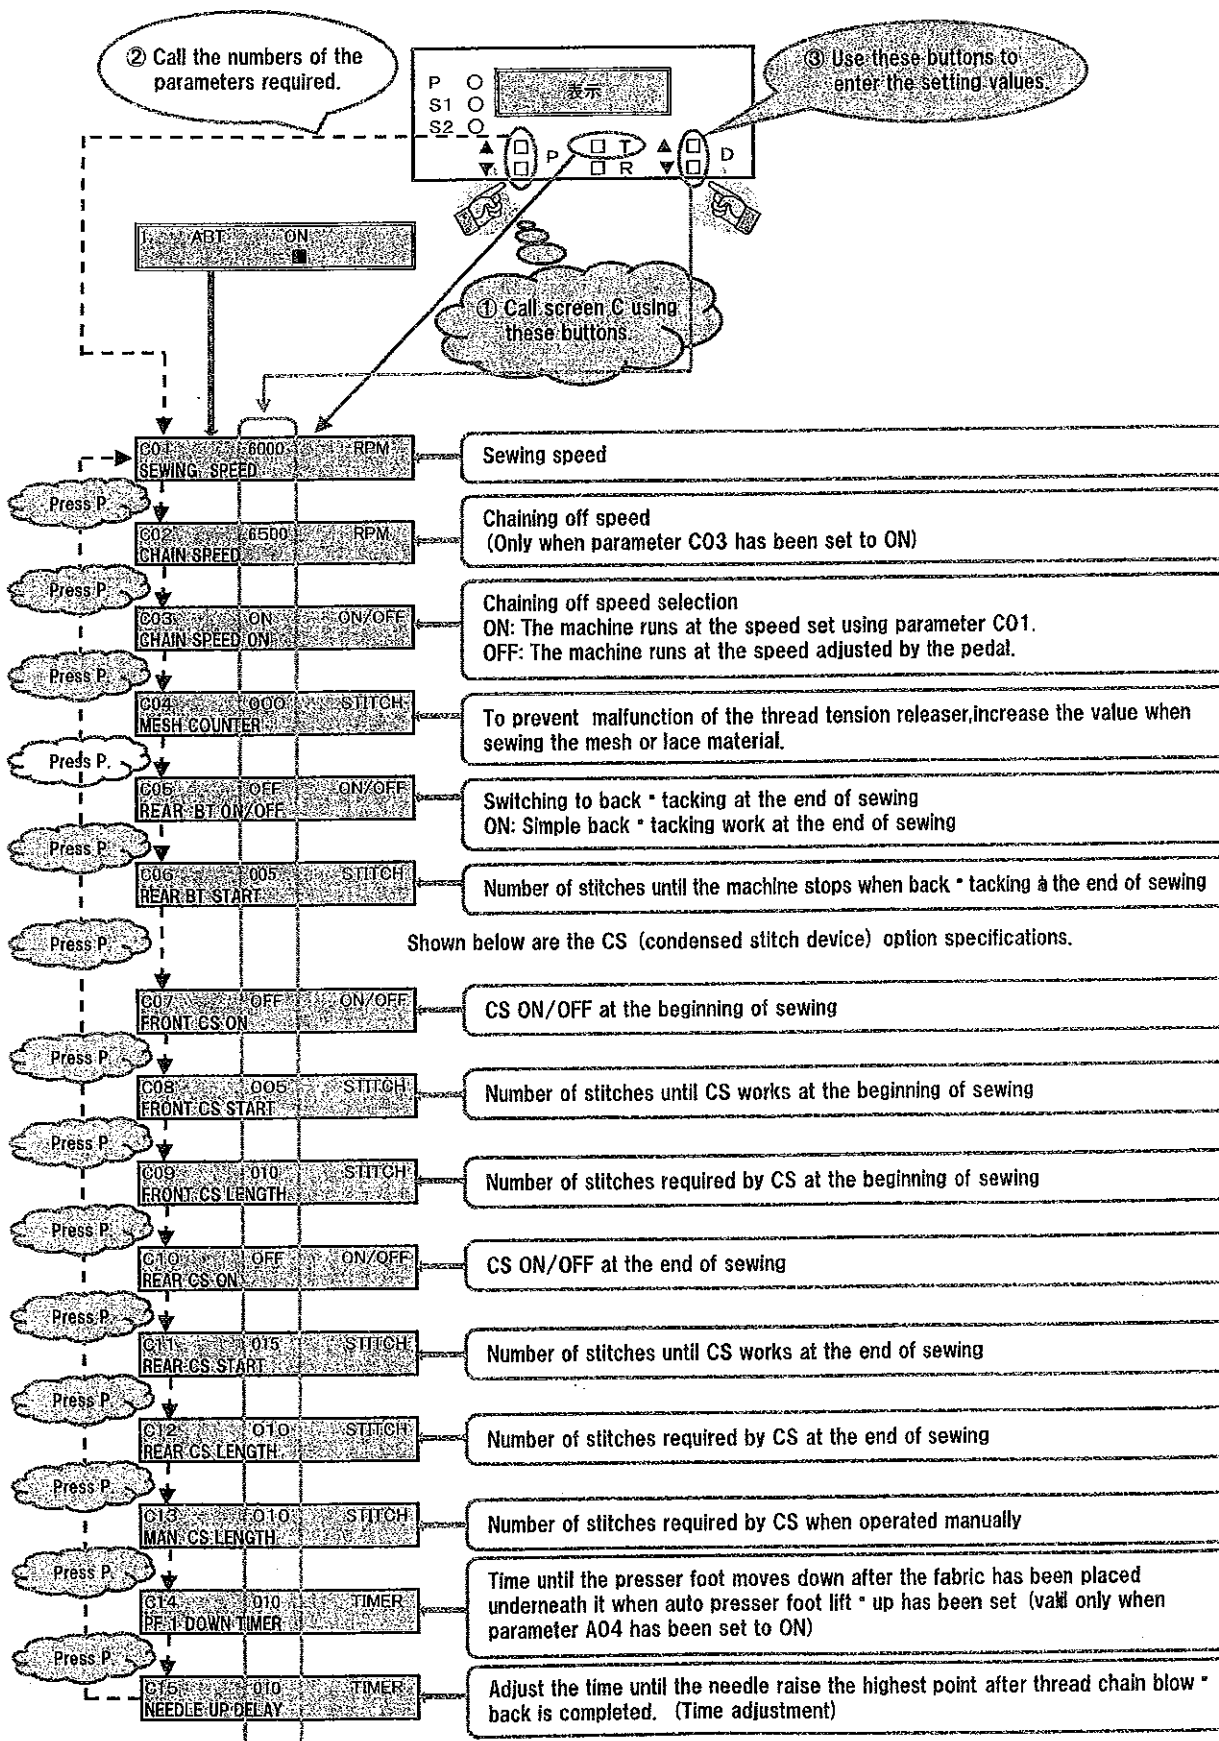 ② Call the numbers of the
parameters required.
P
S1
S2
表示
③ Use these buttons to
enter the setting values.
▲
▼
P
T
R
▲
▼
D
1. ABT ON
① Call screen C using
these buttons.
C01 6000 RPM
SEWING SPEED
Sewing speed
Press P.
C02 6500 RPM
CHAIN SPEED
Chaining off speed
(Only when parameter C03 has been set to ON)
Press P.
C03 ON ON/OFF
CHAIN SPEED ON
Chaining off speed selection
ON: The machine runs at the speed set using parameter C01.
OFF: The machine runs at the speed adjusted by the pedal.
Press P.
C04 000 STITCH
MESH COUNTER
To prevent malfunction of the thread tension releaser,increase the value when
sewing the mesh or lace material.
Press P.
C05 OFF ON/OFF
REAR BT ON/OFF
Switching to back・tacking at the end of sewing
ON: Simple back・tacking work at the end of sewing
Press P.
C06 005 STITCH
REAR BT START
Number of stitches until the machine stops when back・tacking a the end of sewing
Press P.
Shown below are the CS (condensed stitch device) option specifications.
C07 OFF ON/OFF
FRONT CS ON
CS ON/OFF at the beginning of sewing
Press P.
C08 005 STITCH
FRONT CS START
Number of stitches until CS works at the beginning of sewing
Press P.
C09 010 STITCH
FRONT CS LENGTH
Number of stitches required by CS at the beginning of sewing
Press P.
C10 OFF ON/OFF
REAR CS ON
CS ON/OFF at the end of sewing
Press P.
C11 015 STITCH
REAR CS START
Number of stitches until CS works at the end of sewing
Press P.
C12 010 STITCH
REAR CS LENGTH
Number of stitches required by CS at the end of sewing
Press P.
C13 010 STITCH
MAN. CS LENGTH
Number of stitches required by CS when operated manually
Press P.
C14 010 TIMER
PF 1 DOWN TIMER
Time until the presser foot moves down after the fabric has been placed
underneath it when auto presser foot lift・up has been set (valid only when
parameter A04 has been set to ON)
Press P.
C15 010 TIMER
NEEDLE UP DELAY
Adjust the time until the needle raise the highest point after thread chain blow・
back is completed. (Time adjustment)